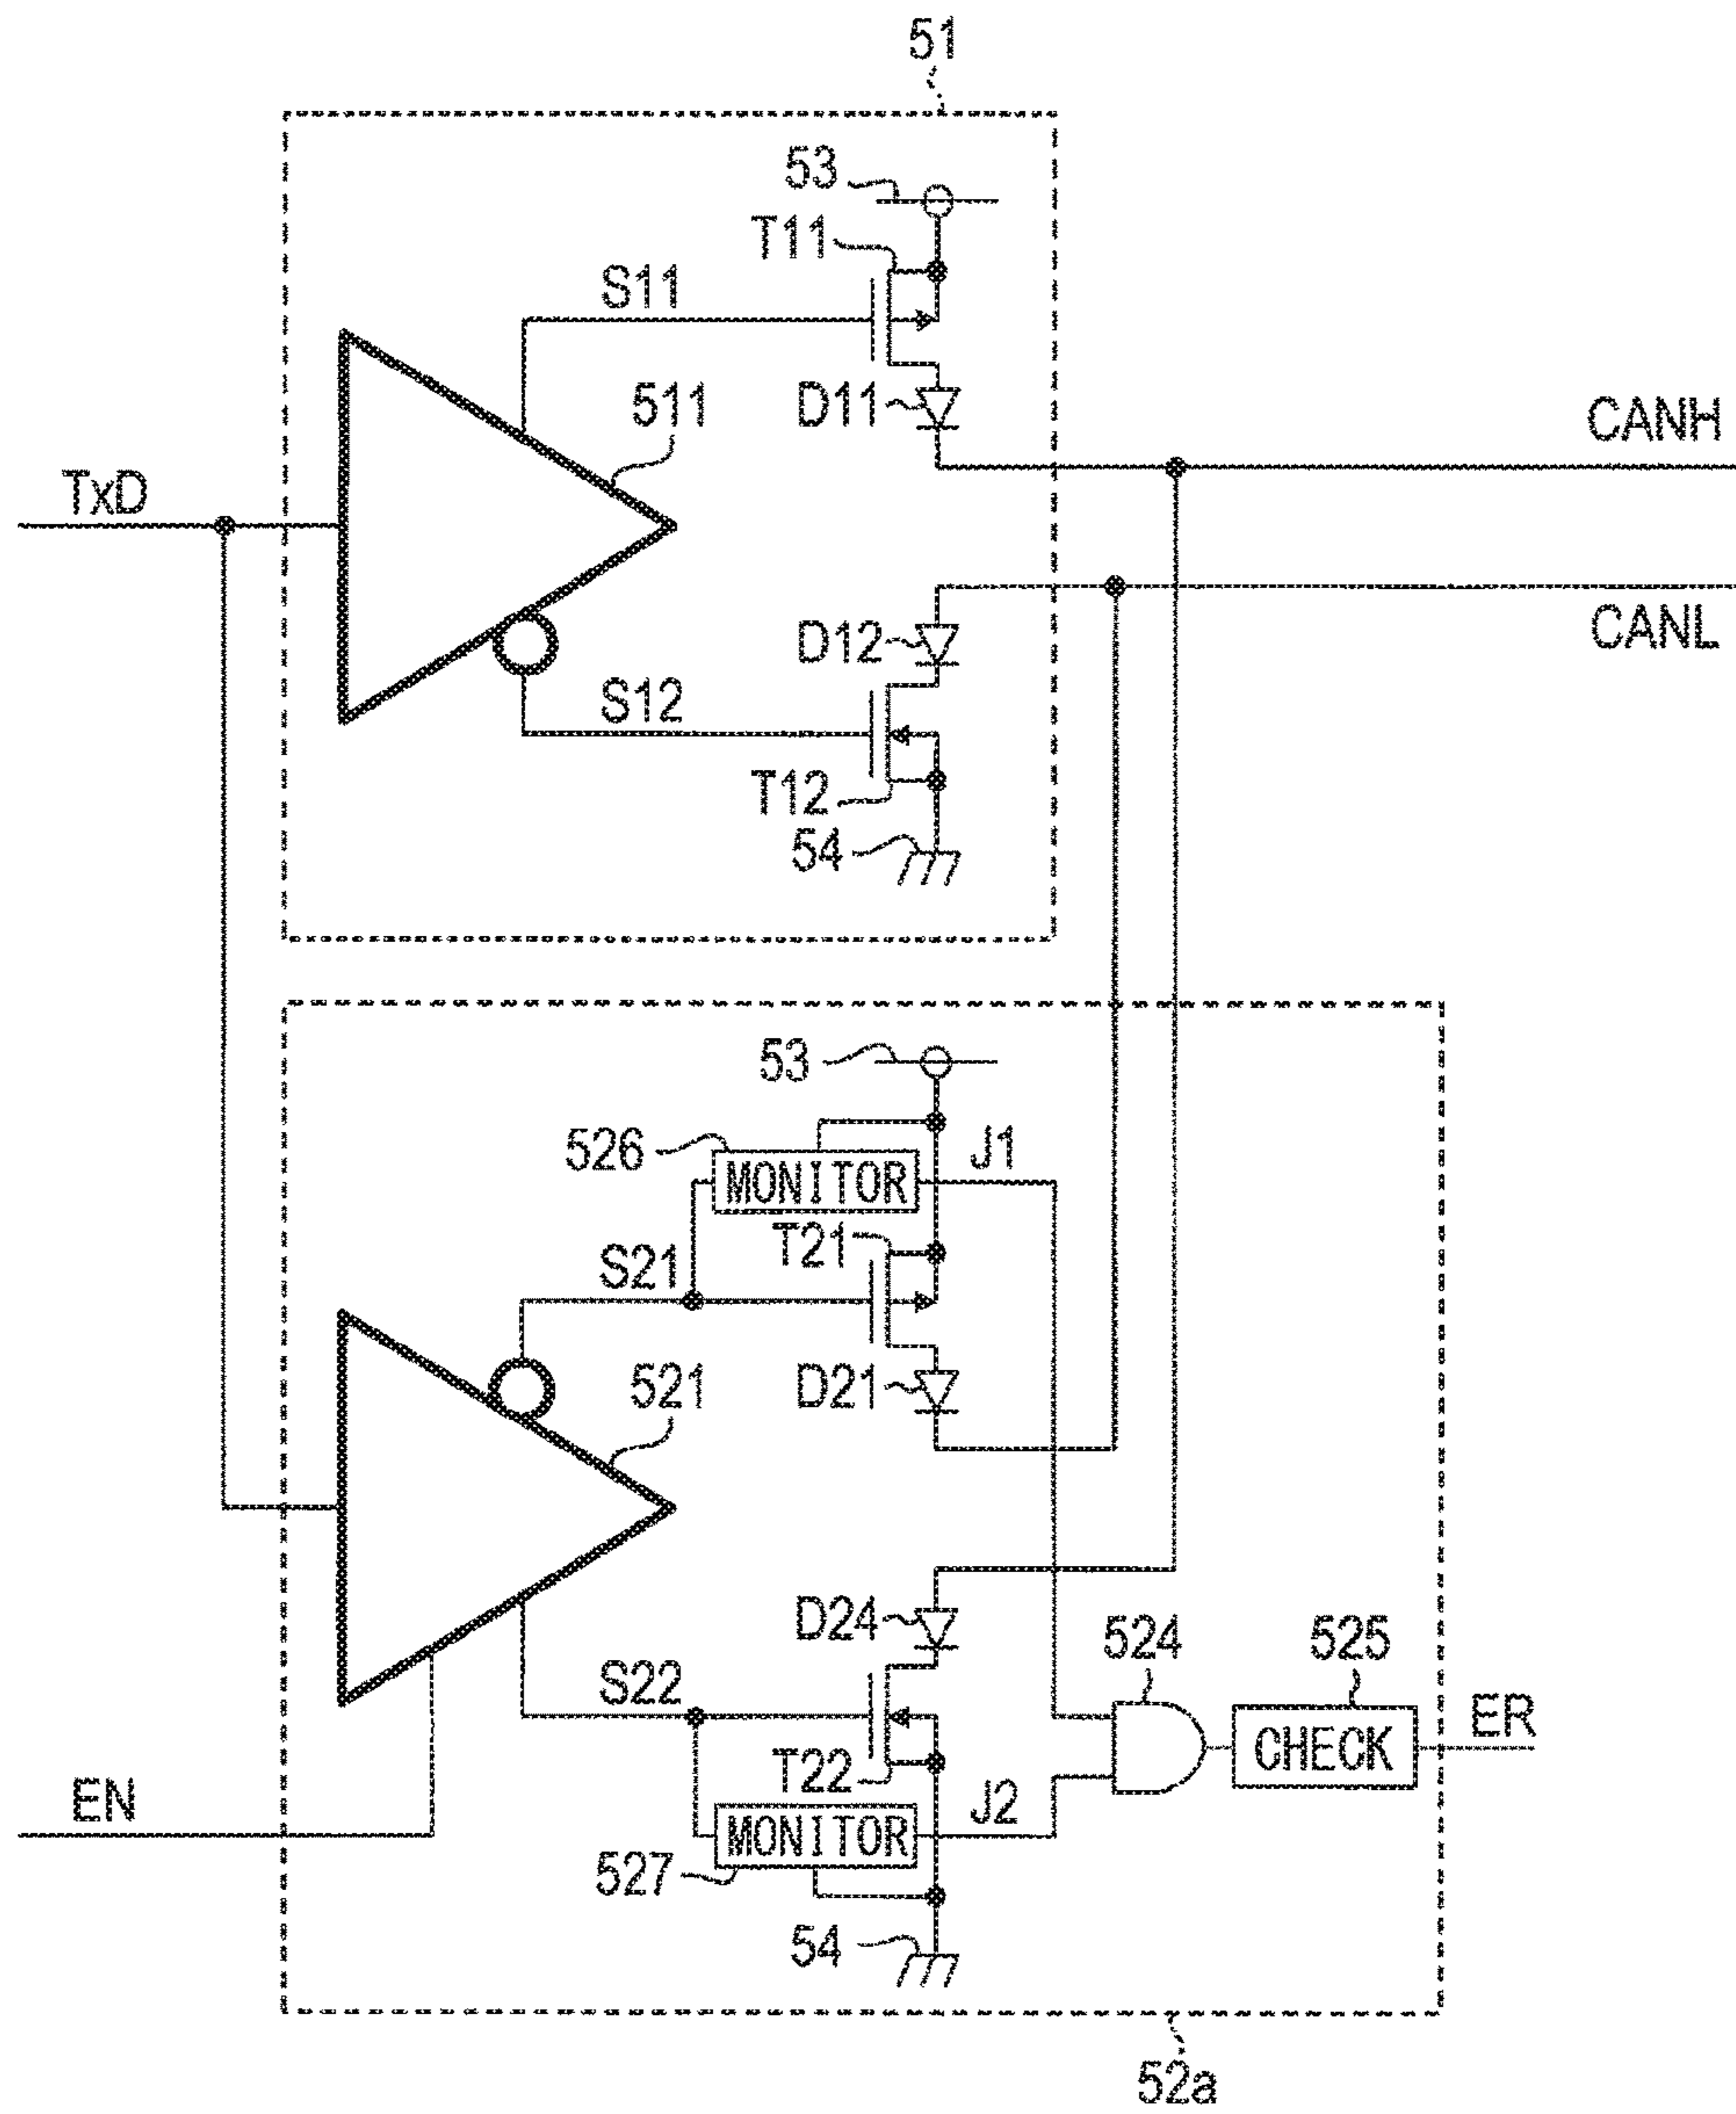 51
53
T11
S11
D11
511
CANH
TxD
D12
CANL
S12
T12
54
53
526
MONITOR
J1
T21
S21
D21
521
D24
524
525
S22
CHECK
ER
T22
EN
J2
MONITOR
527
54
52a